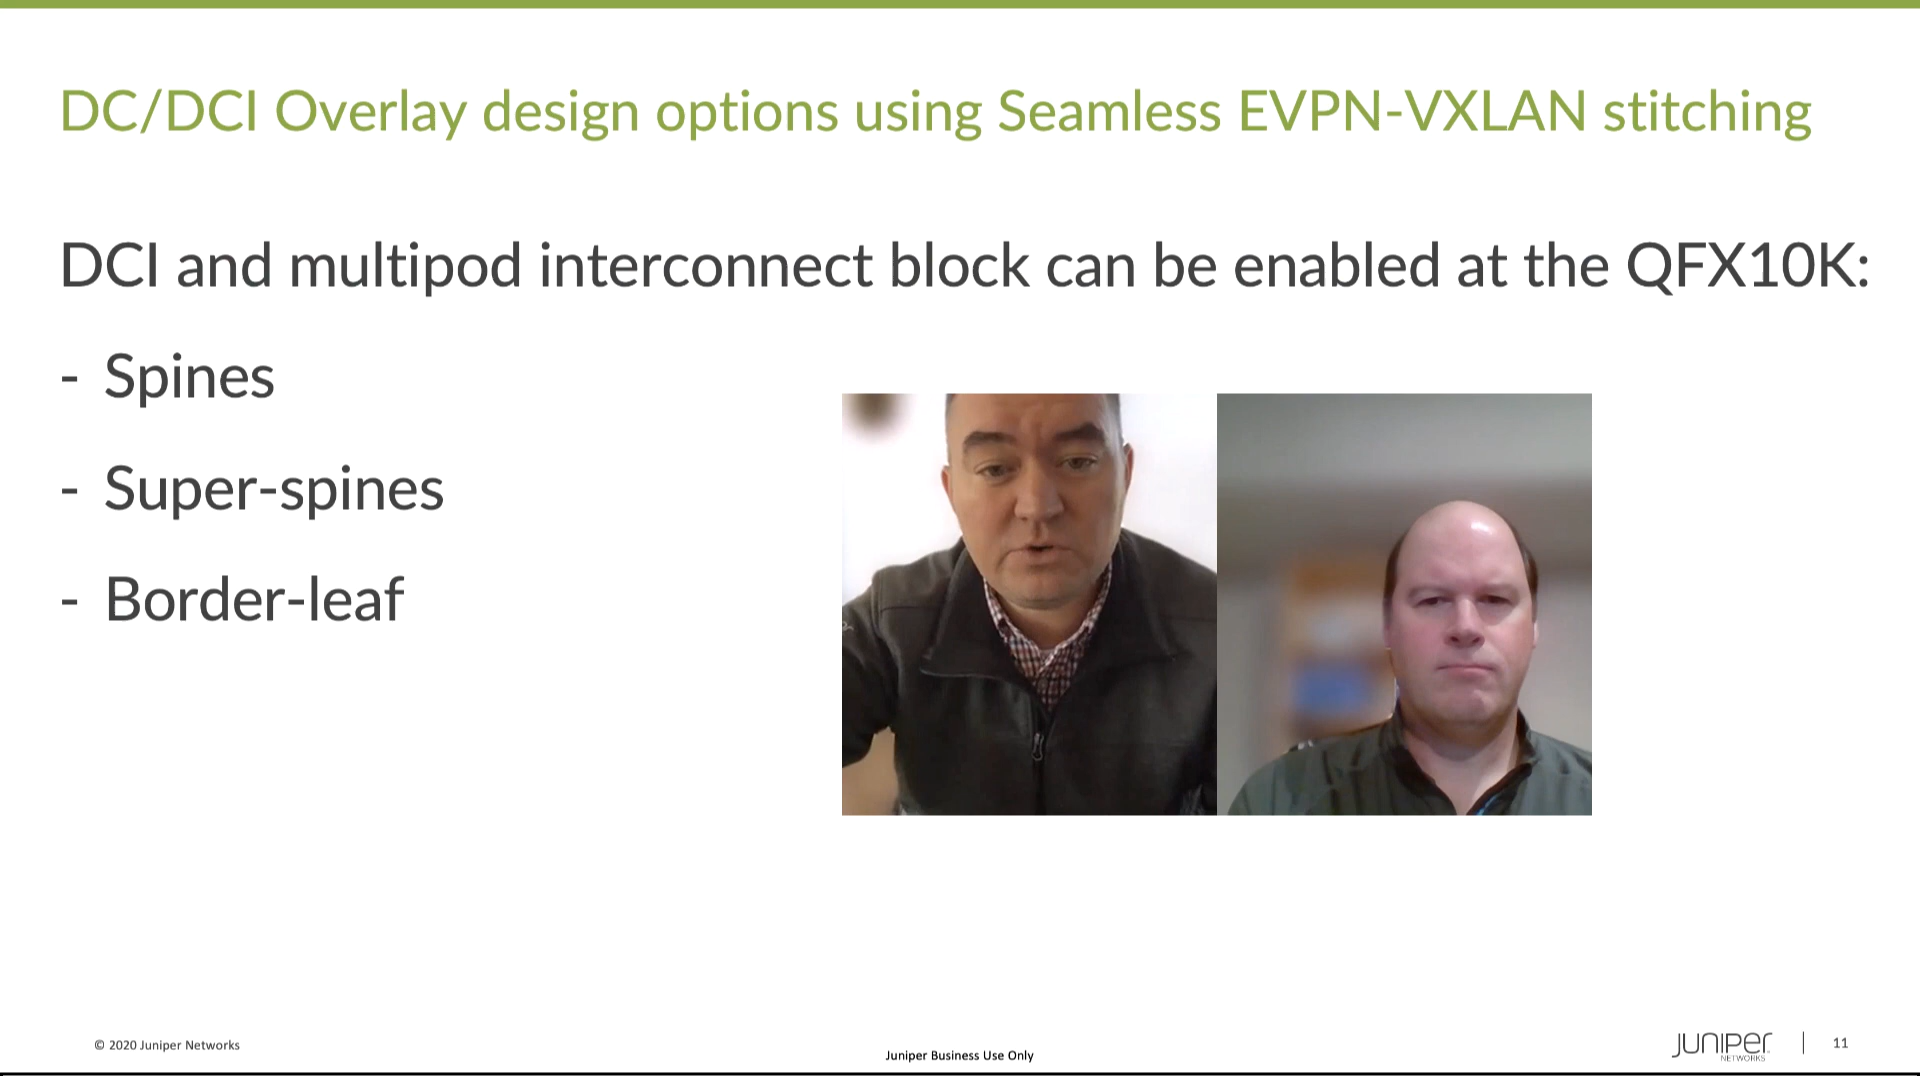 DC/DCI Overlay design options using Seamless EVPN-VXLAN stitching
DCI and multipod interconnect block can be enabled at the QFX10K:
- Spines
- Super-spines
- Border-leaf
© 2020 Juniper Networks
Juniper Business Use Only
JUNIPER
NETWORKS
11